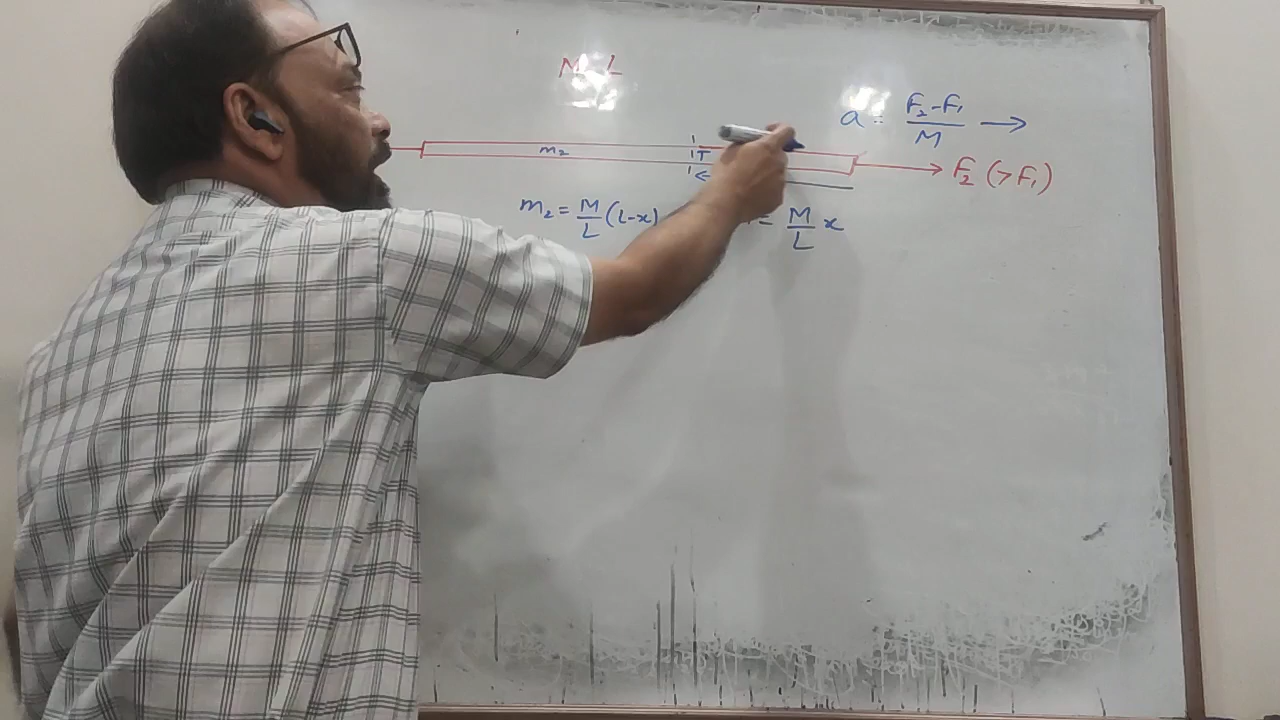 M L
a = F₂-F₁/M →
m₂ T → F₂ (>F₁)
m₂ = M/L (L-x) = M/L x